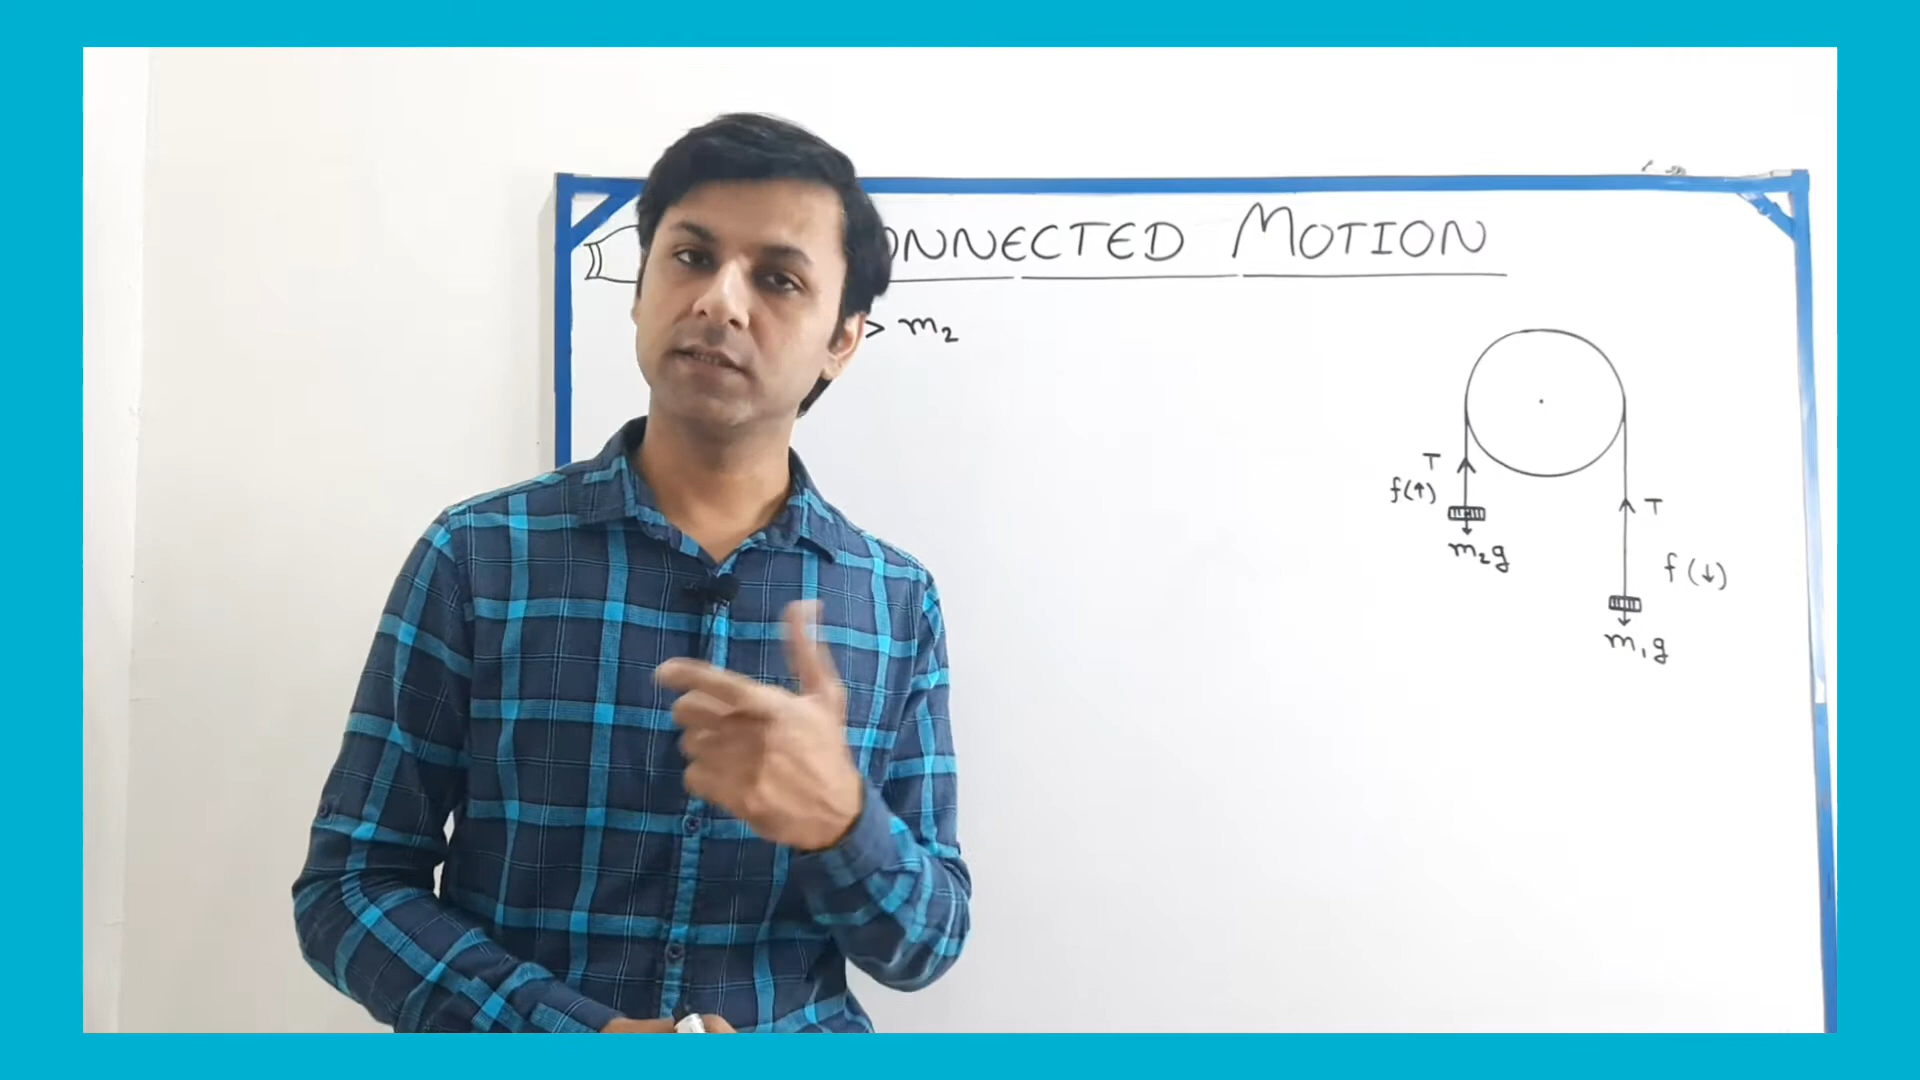 ONNECTED MOTION
> m₂
T
f(↑)
T
m₂g
f (↓)
m₁g